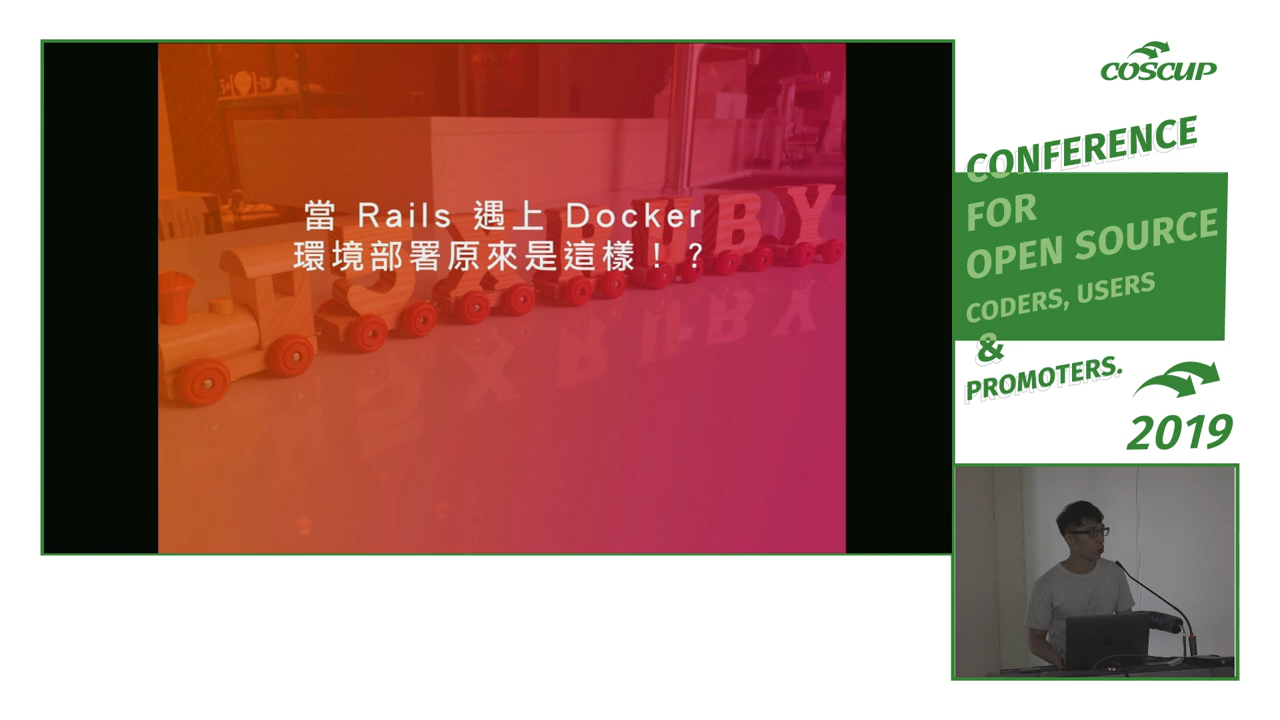 當 Rails 遇上 Docker
環境部署原來是這樣！？
5xRUBY
COSCUP
CONFERENCE
FOR
OPEN SOURCE
CODERS, USERS
&
PROMOTERS.
2019